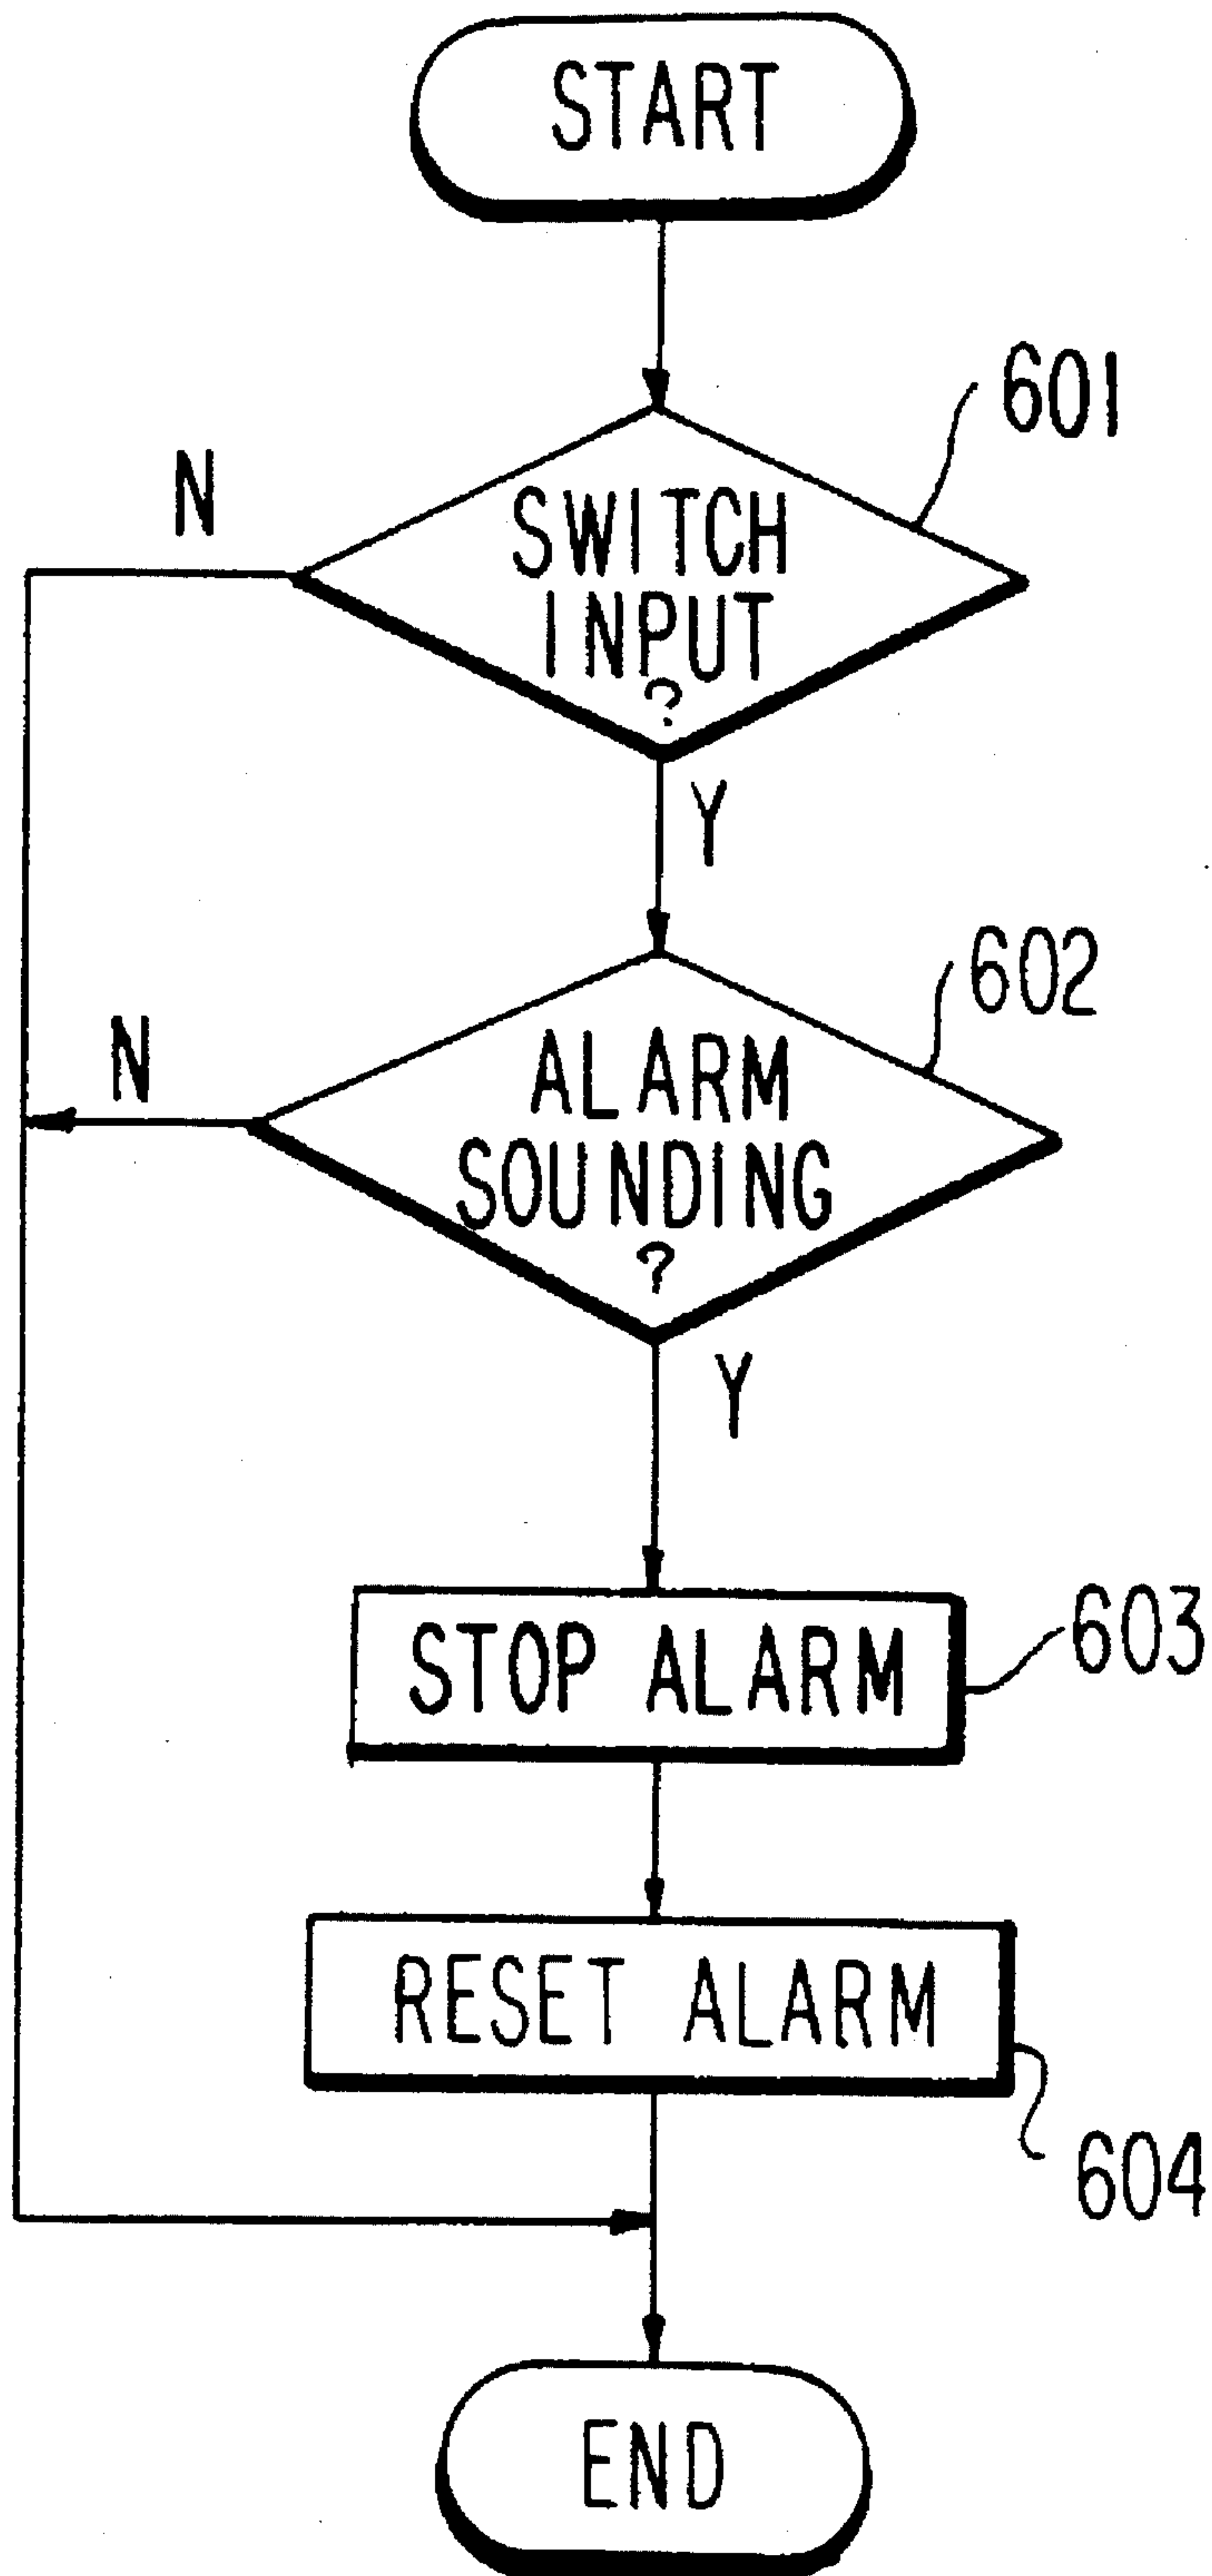 START
601
N
SWITCH
INPUT
?
Y
602
N
ALARM
SOUNDING
?
Y
STOP ALARM
603
RESET ALARM
604
END